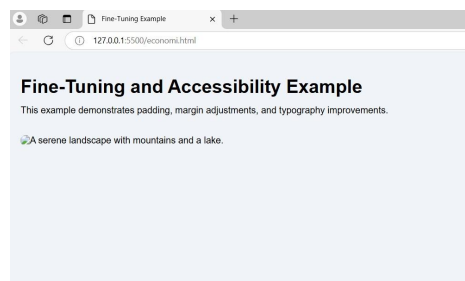 Fine-Tuning Example
127.0.0.1:5500/economi.html
Fine-Tuning and Accessibility Example
This example demonstrates padding, margin adjustments, and typography improvements.
A serene landscape with mountains and a lake.